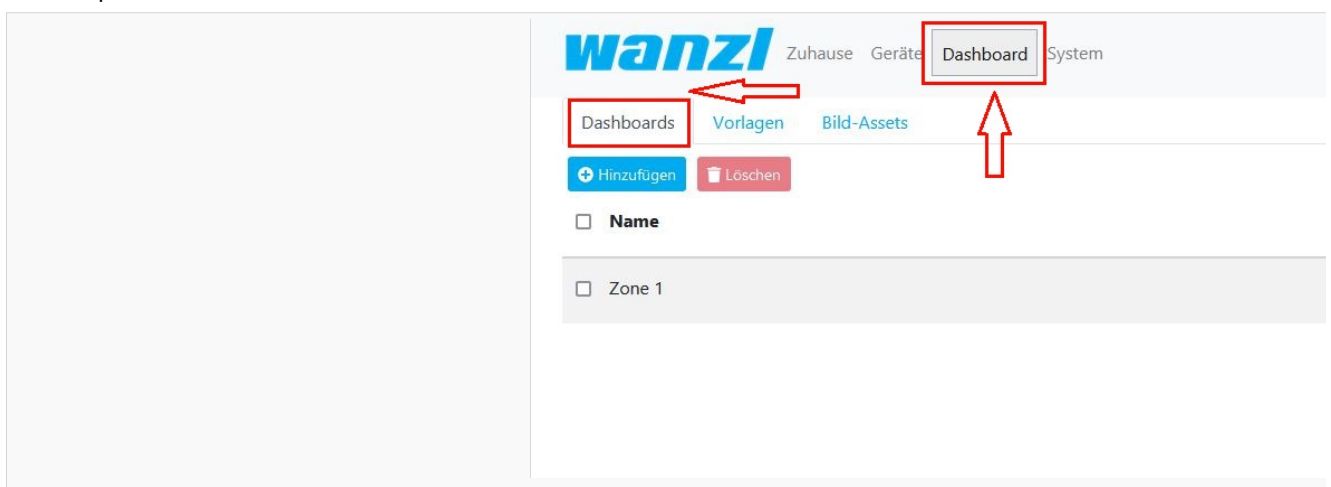 wanzl Zuhause Geräte Dashboard System
Dashboards Vorlagen Bild-Assets
Hinzufügen Löschen
Name
Zone 1